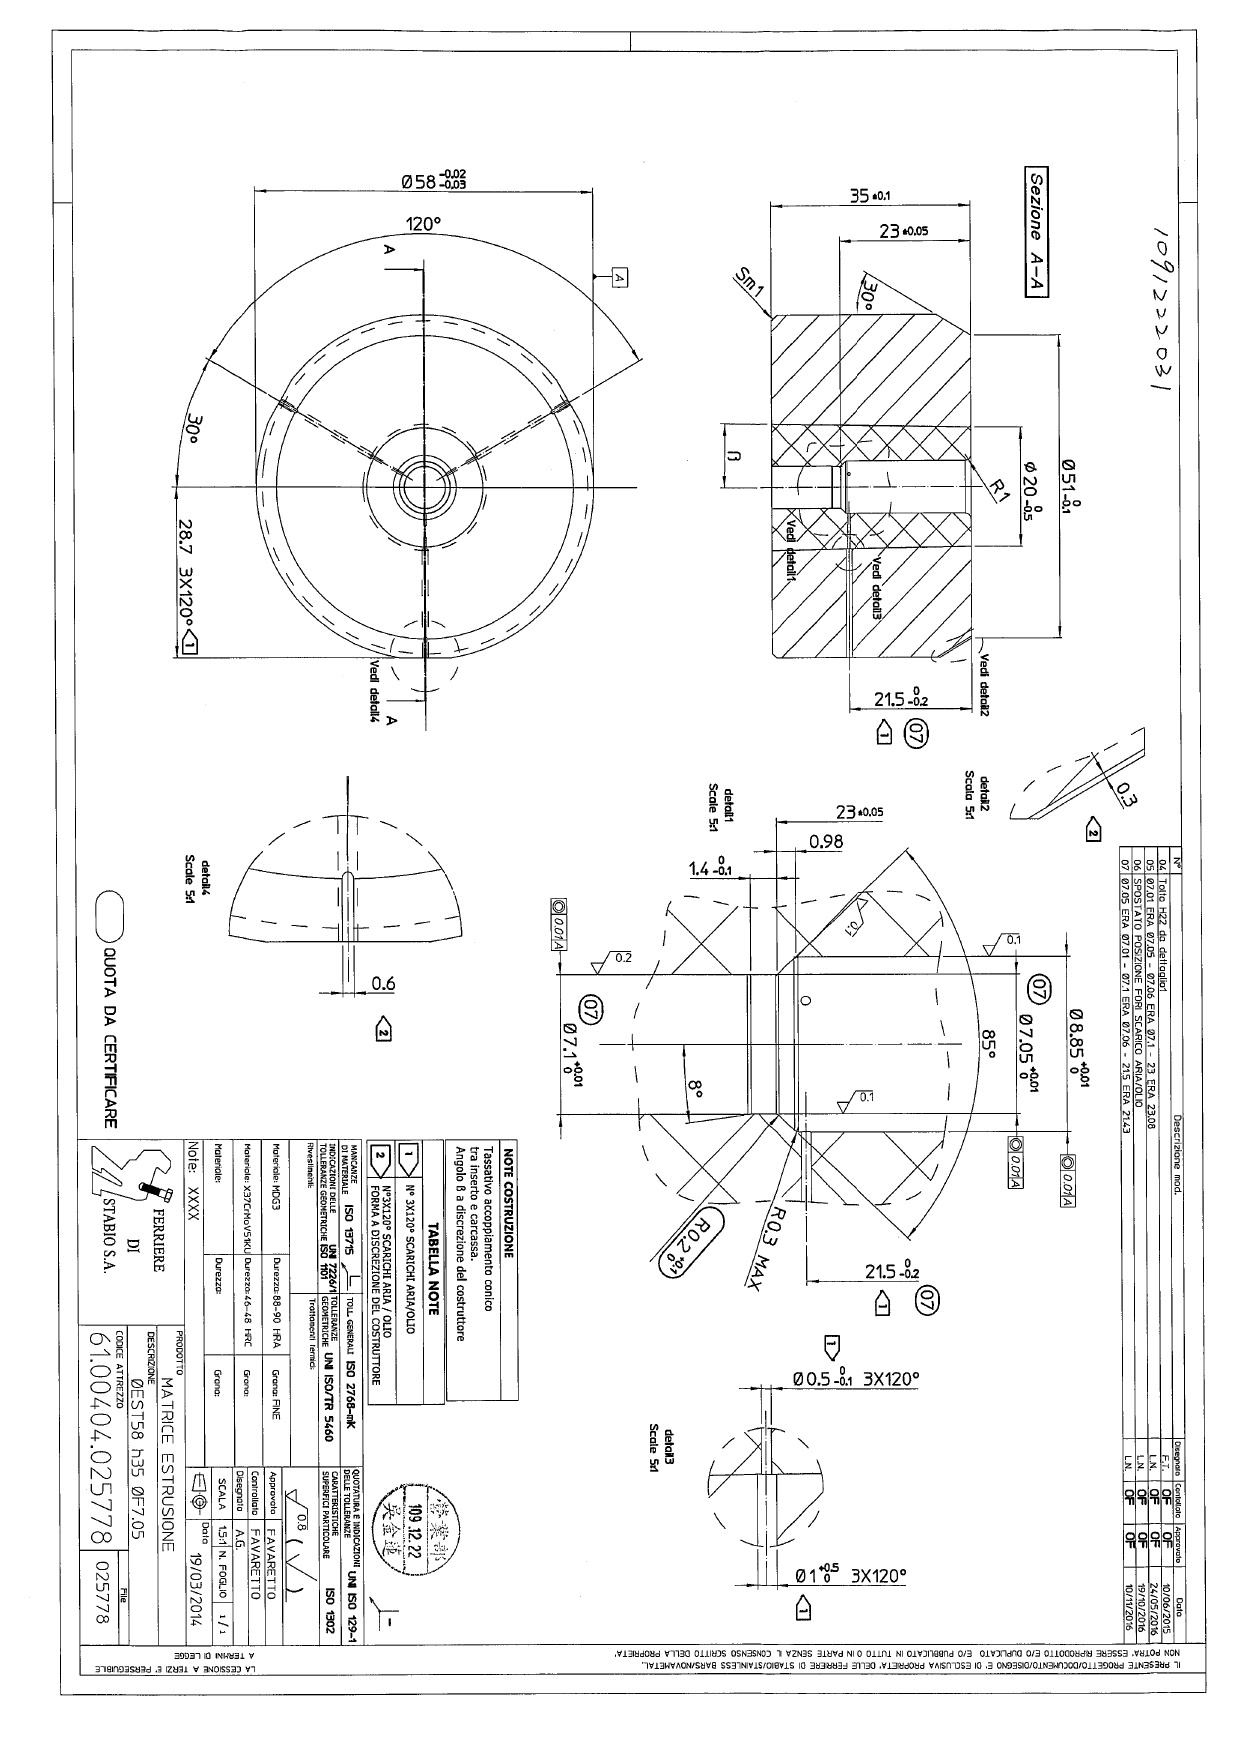 1091222031
Sezione A-A
Ø58 -0.02 -0.03
120°
A
A
A
30°
28.7 3X120° 1
Vedi detail4
35 ±0.1
23 ±0.05
Sm1
30°
Ø51 0 -0.1
Ø20 0 -0.5
R1
ß
Vedi detail1
Vedi detail3
Vedi detail2
21.5 0 -0.2
1
07
detail2
Scala 5:1
0.3
2
detail1
Scale 5:1
23 ±0.05
0.98
1.4 0 -0.1
0.1
0.2
0.1
0.1
0.01 A
07
Ø7.1 +0.01 0
8°
85°
07
Ø7.05 +0.01 0
Ø8.85 +0.01 0
0.01 A
0.01 A
R0.2 +0.1 0
R0.3 MAX
21.5 0 -0.2
1
07
detail4
Scale 5:1
0.6
2
QUOTA DA CERTIFICARE
1
Ø0.5 0 -0.1 3X120°
detail3
Scale 5:1
Ø1 +0.5 0 3X120°
1
N° Descrizione mod. Disegnato Controllato Approvato Data
04 Tolto H22 da dettaglio1 F.T. OF OF 10/06/2015
05 Ø7.01 ERA Ø7.05 - Ø7.06 ERA Ø7.1 - 23 ERA 23.08 L.N. OF OF 24/05/2016
06 SPOSTATO POSIZIONE FORI SCARICO ARIA/OLIO L.N. OF OF 19/10/2016
07 Ø7.05 ERA Ø7.01 - Ø7.1 ERA Ø7.06 - 21.5 ERA 21.43 L.N. OF OF 10/11/2016
NOTE COSTRUZIONE
Tassativo accoppiamento conico
tra inserto e carcassa.
Angolo ß a discrezione del costruttore
TABELLA NOTE
1 N° 3X120° SCARICHI ARIA/OLIO
2 N°3X120° SCARICHI ARIA / OLIO
FORMA A DISCREZIONE DEL COSTRUTTORE
MANCANZE DI MATERIALE ISO 13715
TOLL. GENERALI ISO 2768-mK
QUOTATURA E INDICAZIONI DELLE TOLLERANZE UNI ISO 129-1
INDICAZIONI DELLE TOLLERANZE GEOMETRICHE UNI 7226/1 ISO 1101
TOLLERANZE GEOMETRICHE UNI ISO/TR 5460
CARATTERISTICHE SUPERFICI PARTICOLARE ISO 1302
Rivestimenti:
Trattamenti termici:
0.8
Materiale: MDG3 Durezza: 88-90 HRA Grana: FINE
Materiale: X37CrMoV51KU Durezza: 46-48 HRC Grana:
Materiale: Durezza: Grana:
Approvato FAVARETTO
Controllato FAVARETTO
Disegnato A.G.
SCALA 1.5:1 N. FOGLIO 1 / 1
Data 19/03/2014
Note: XXXX
FERRIERE
DI
STABIO S.A.
PRODOTTO
MATRICE ESTRUSIONE
DESCRIZIONE
ØEST58 h35 ØF7.05
CODICE ATTREZZO
61.00404.025778
File
025778
109.12.22
IL PRESENTE PROGETTO/DOCUMENTO/DISEGNO E' DI ESCLUSIVA PROPRIETA' DELLE FERRIERE DI STABIO/STAINLESS BARS/NOVAMETAL.
NON POTRA' ESSERE RIPRODOTTO E/O DUPLICATO E/O PUBBLICATO IN TUTTO O IN PARTE SENZA IL CONSENSO SCRITTO DELLA PROPRIETA'.
LA CESSIONE A TERZI E' PERSEGUIBILE
A TERMINI DI LEGGE